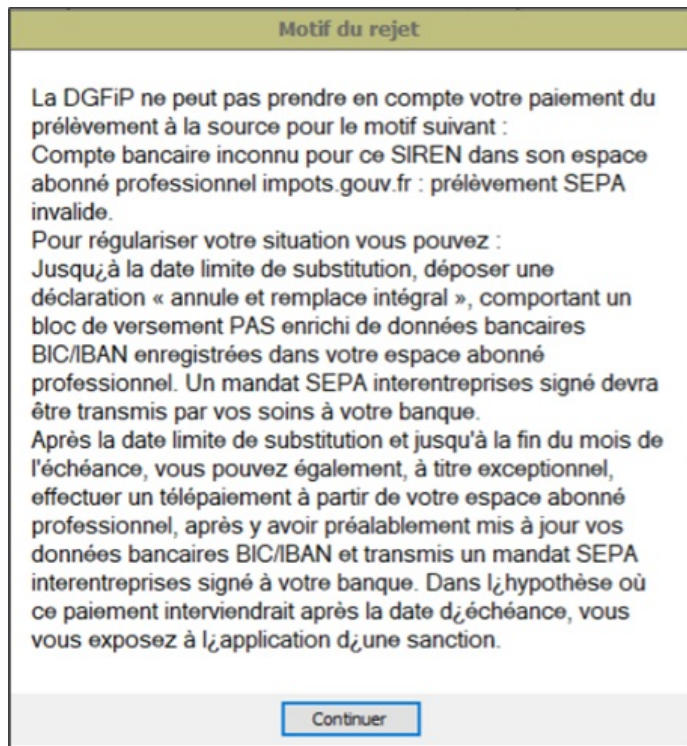 Motif du rejet
La DGFiP ne peut pas prendre en compte votre paiement du
prélèvement à la source pour le motif suivant :
Compte bancaire inconnu pour ce SIREN dans son espace
abonné professionnel impots.gouv.fr : prélèvement SEPA
invalide.
Pour régulariser votre situation vous pouvez :
Jusqu¿à la date limite de substitution, déposer une
déclaration « annule et remplace intégral », comportant un
bloc de versement PAS enrichi de données bancaires
BIC/IBAN enregistrées dans votre espace abonné
professionnel. Un mandat SEPA interentreprises signé devra
être transmis par vos soins à votre banque.
Après la date limite de substitution et jusqu'à la fin du mois de
l'échéance, vous pouvez également, à titre exceptionnel,
effectuer un télépaiement à partir de votre espace abonné
professionnel, après y avoir préalablement mis à jour vos
données bancaires BIC/IBAN et transmis un mandat SEPA
interentreprises signé à votre banque. Dans l¿hypothèse où
ce paiement interviendrait après la date d¿échéance, vous
vous exposez à l¿application d¿une sanction.
Continuer